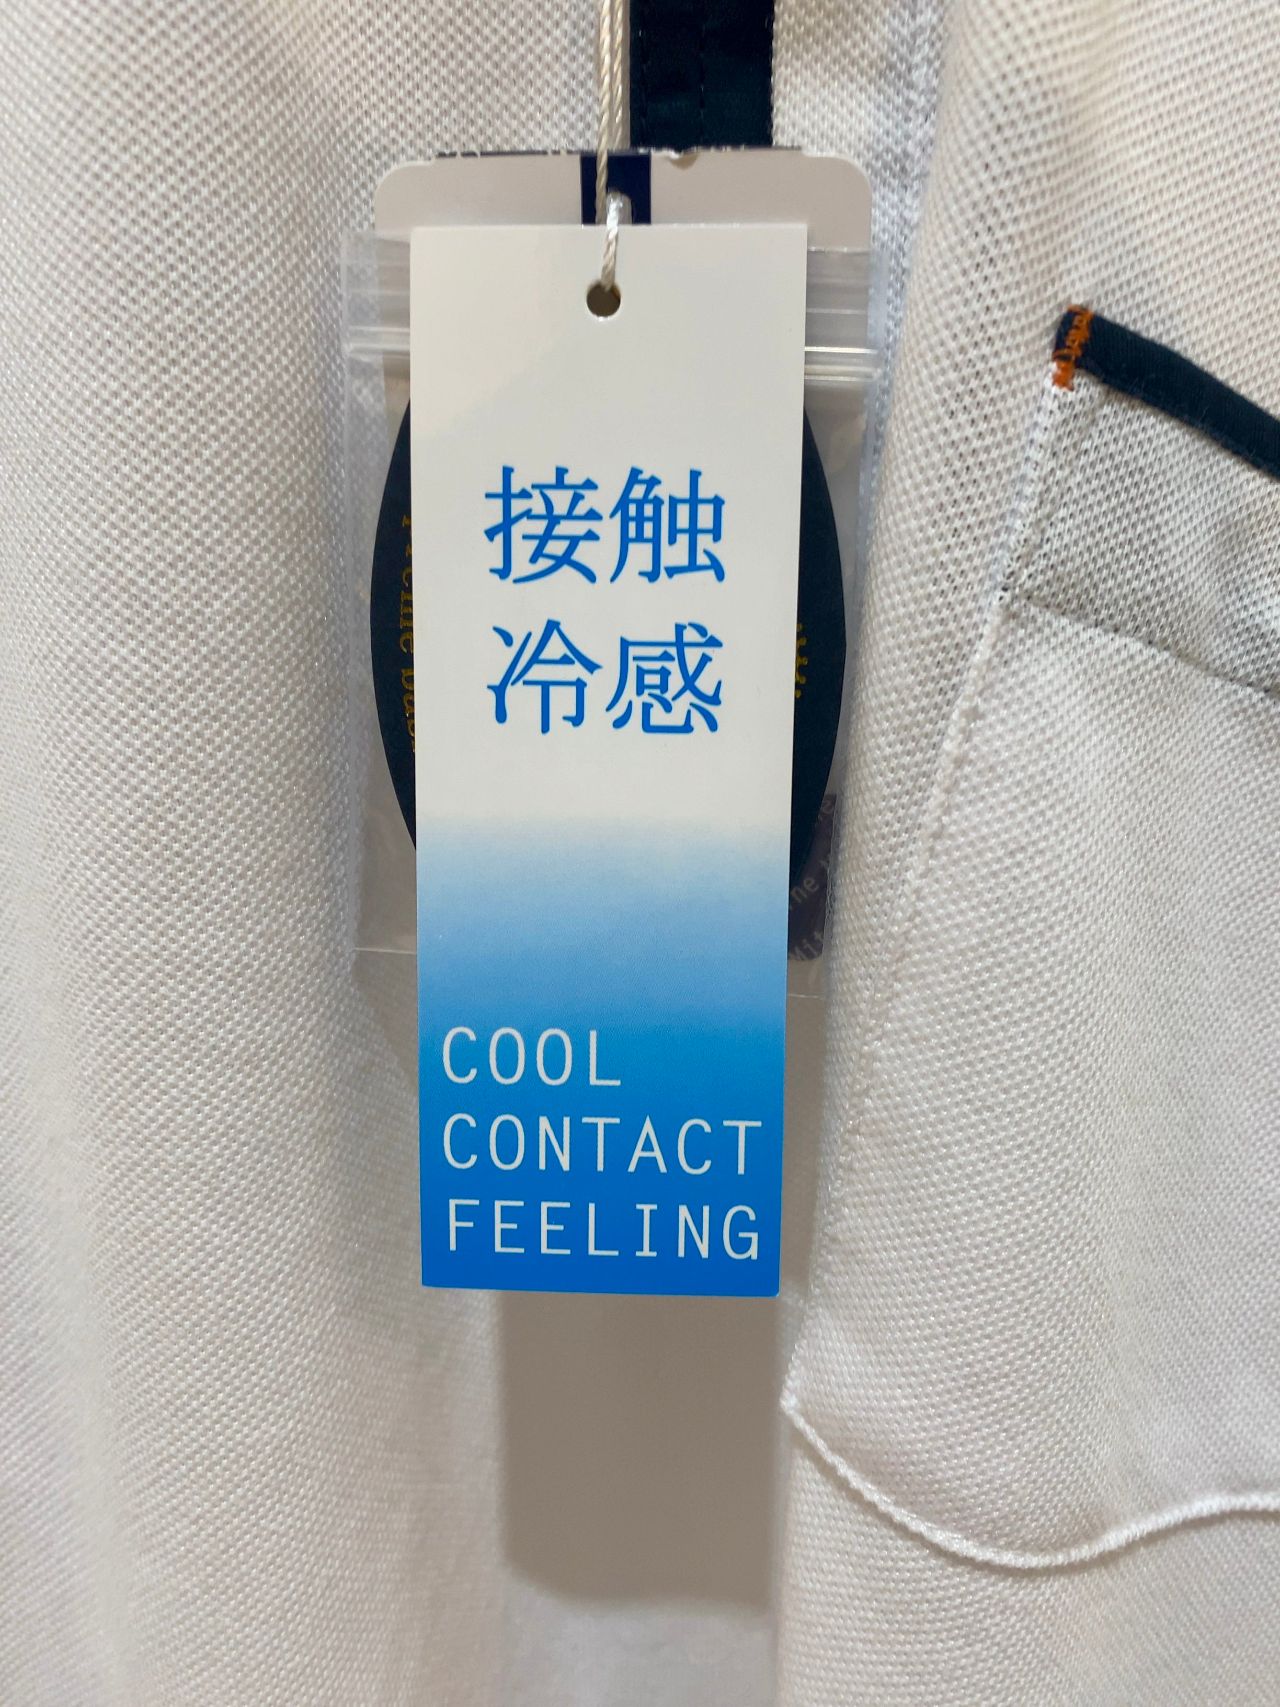 接触
冷感
COOL
CONTACT
FEELING